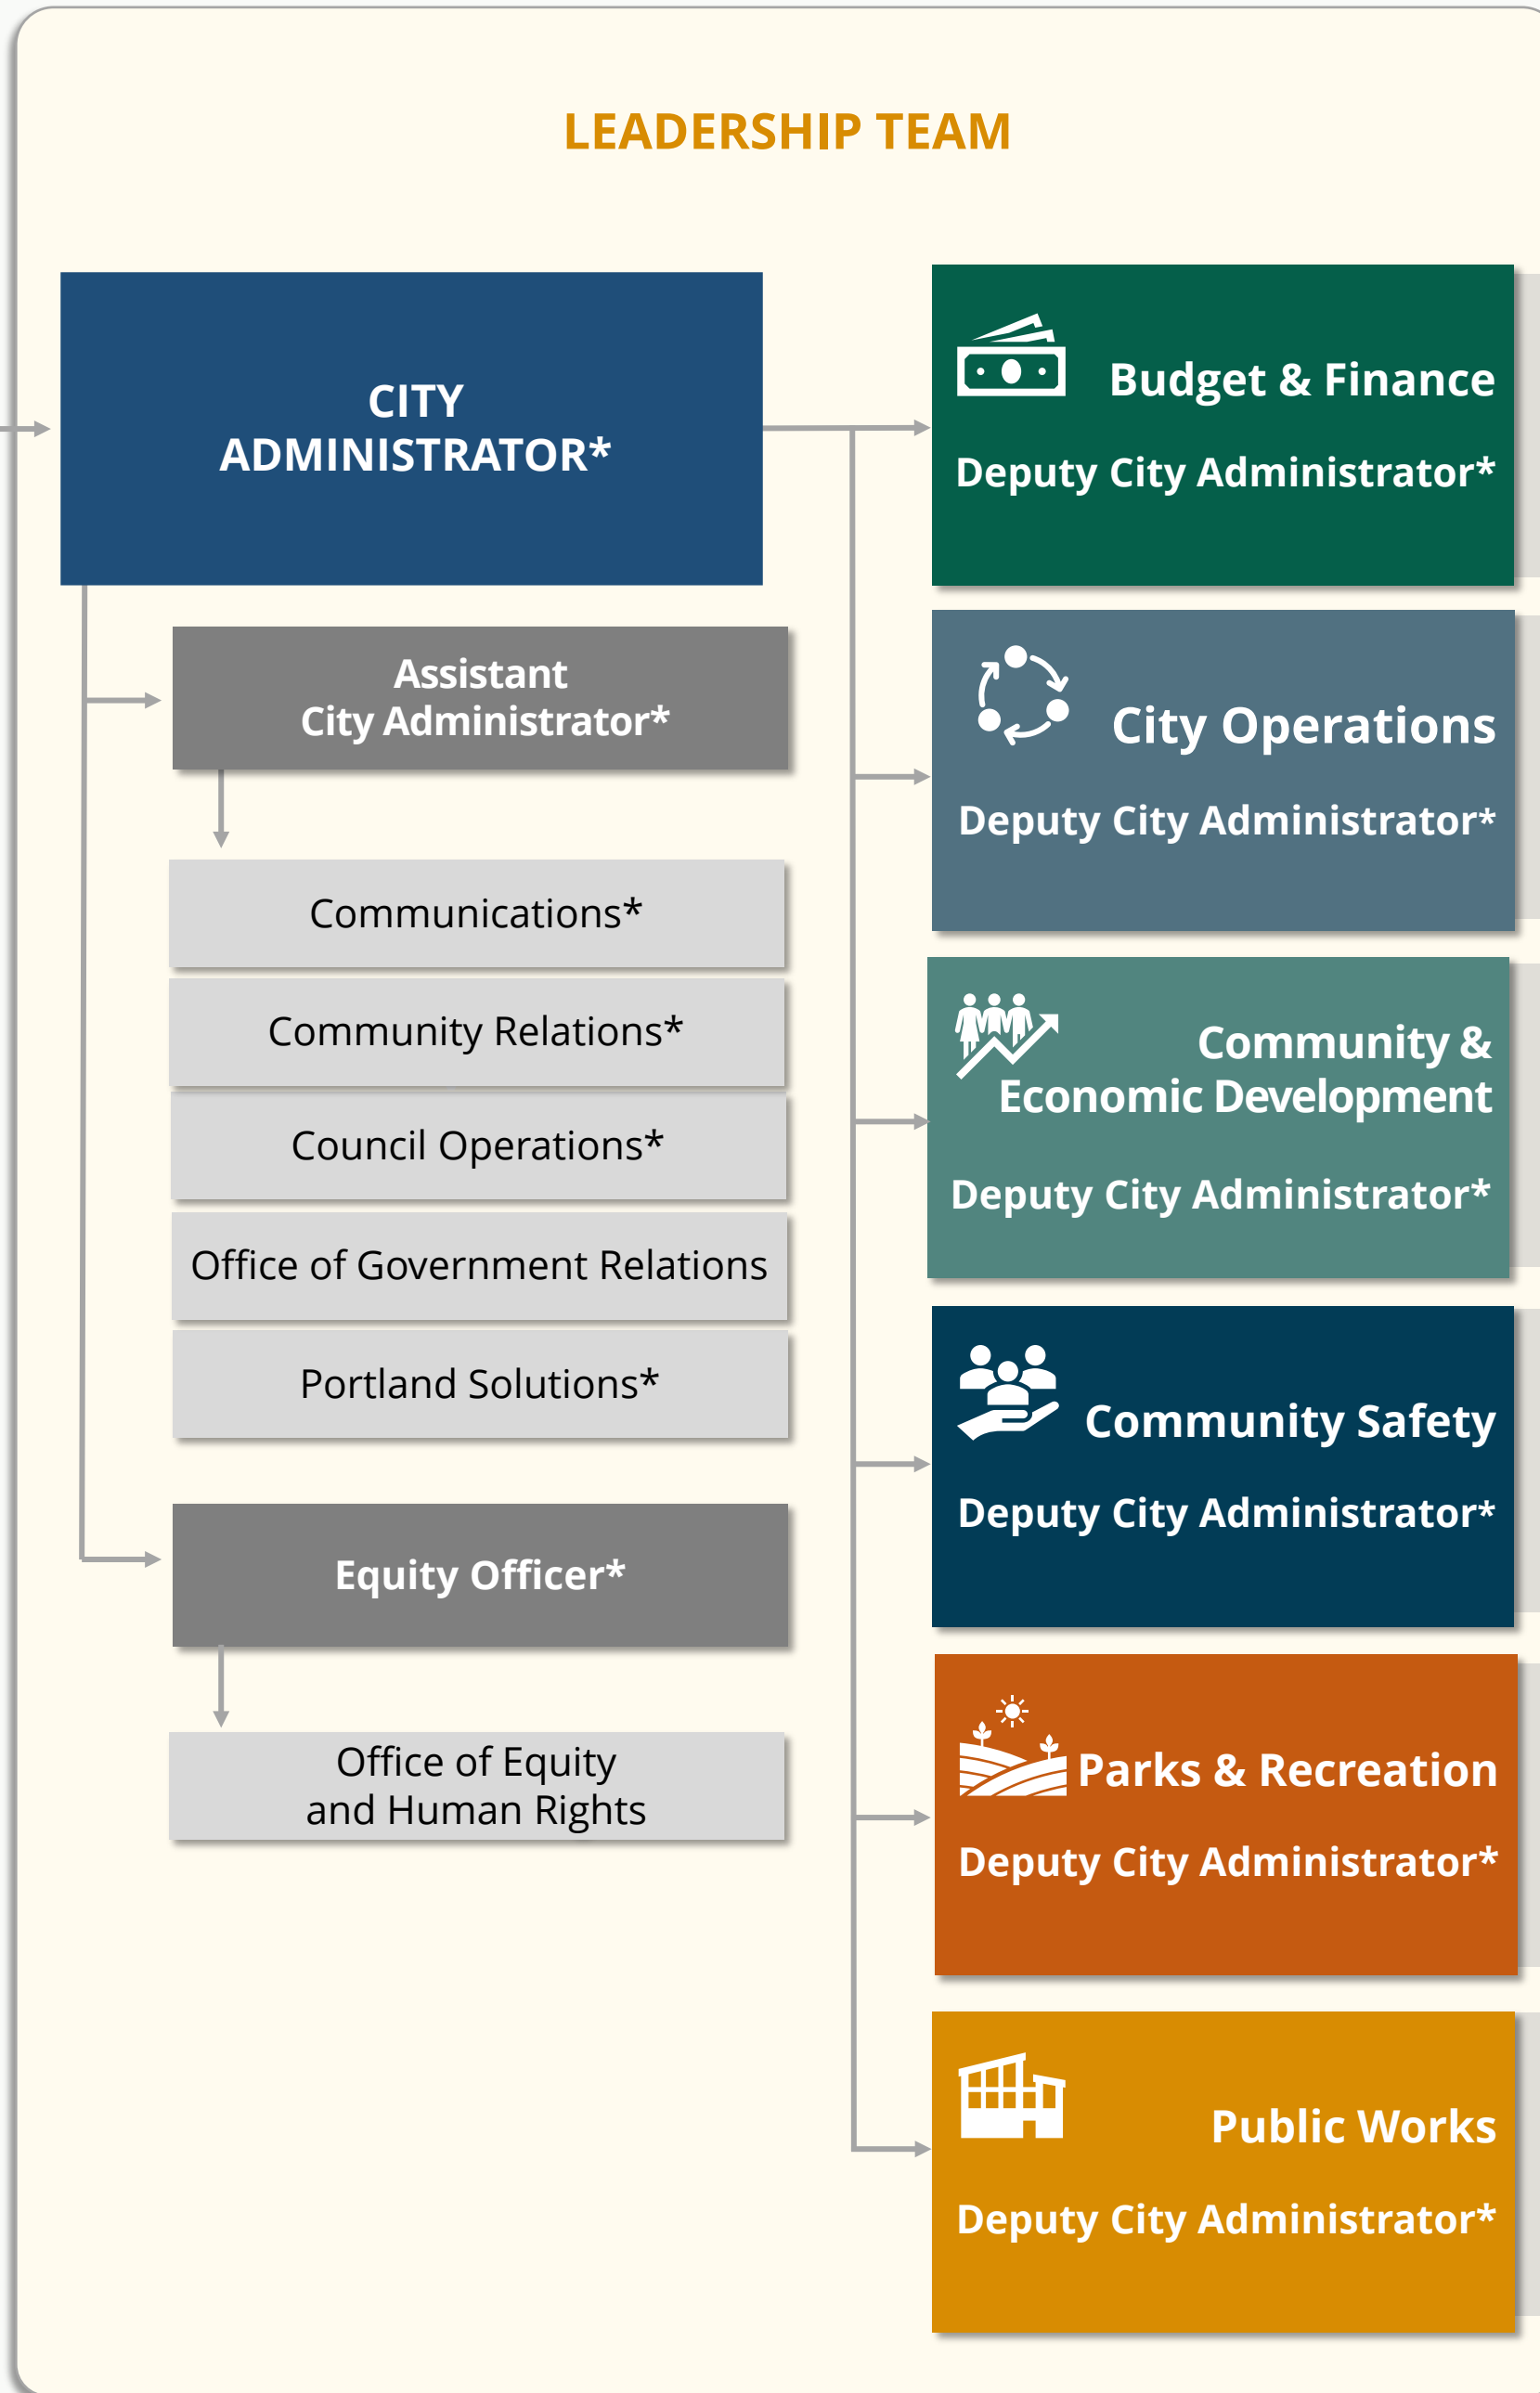 LEADERSHIP TEAM
CITY
ADMINISTRATOR*
Assistant
City Administrator*
Communications*
Community Relations*
Council Operations*
Office of Government Relations
Portland Solutions*
Equity Officer*
Office of Equity
and Human Rights
Budget & Finance
Deputy City Administrator*
City Operations
Deputy City Administrator*
Community &
Economic Development
Deputy City Administrator*
Community Safety
Deputy City Administrator*
Parks & Recreation
Deputy City Administrator*
Public Works
Deputy City Administrator*